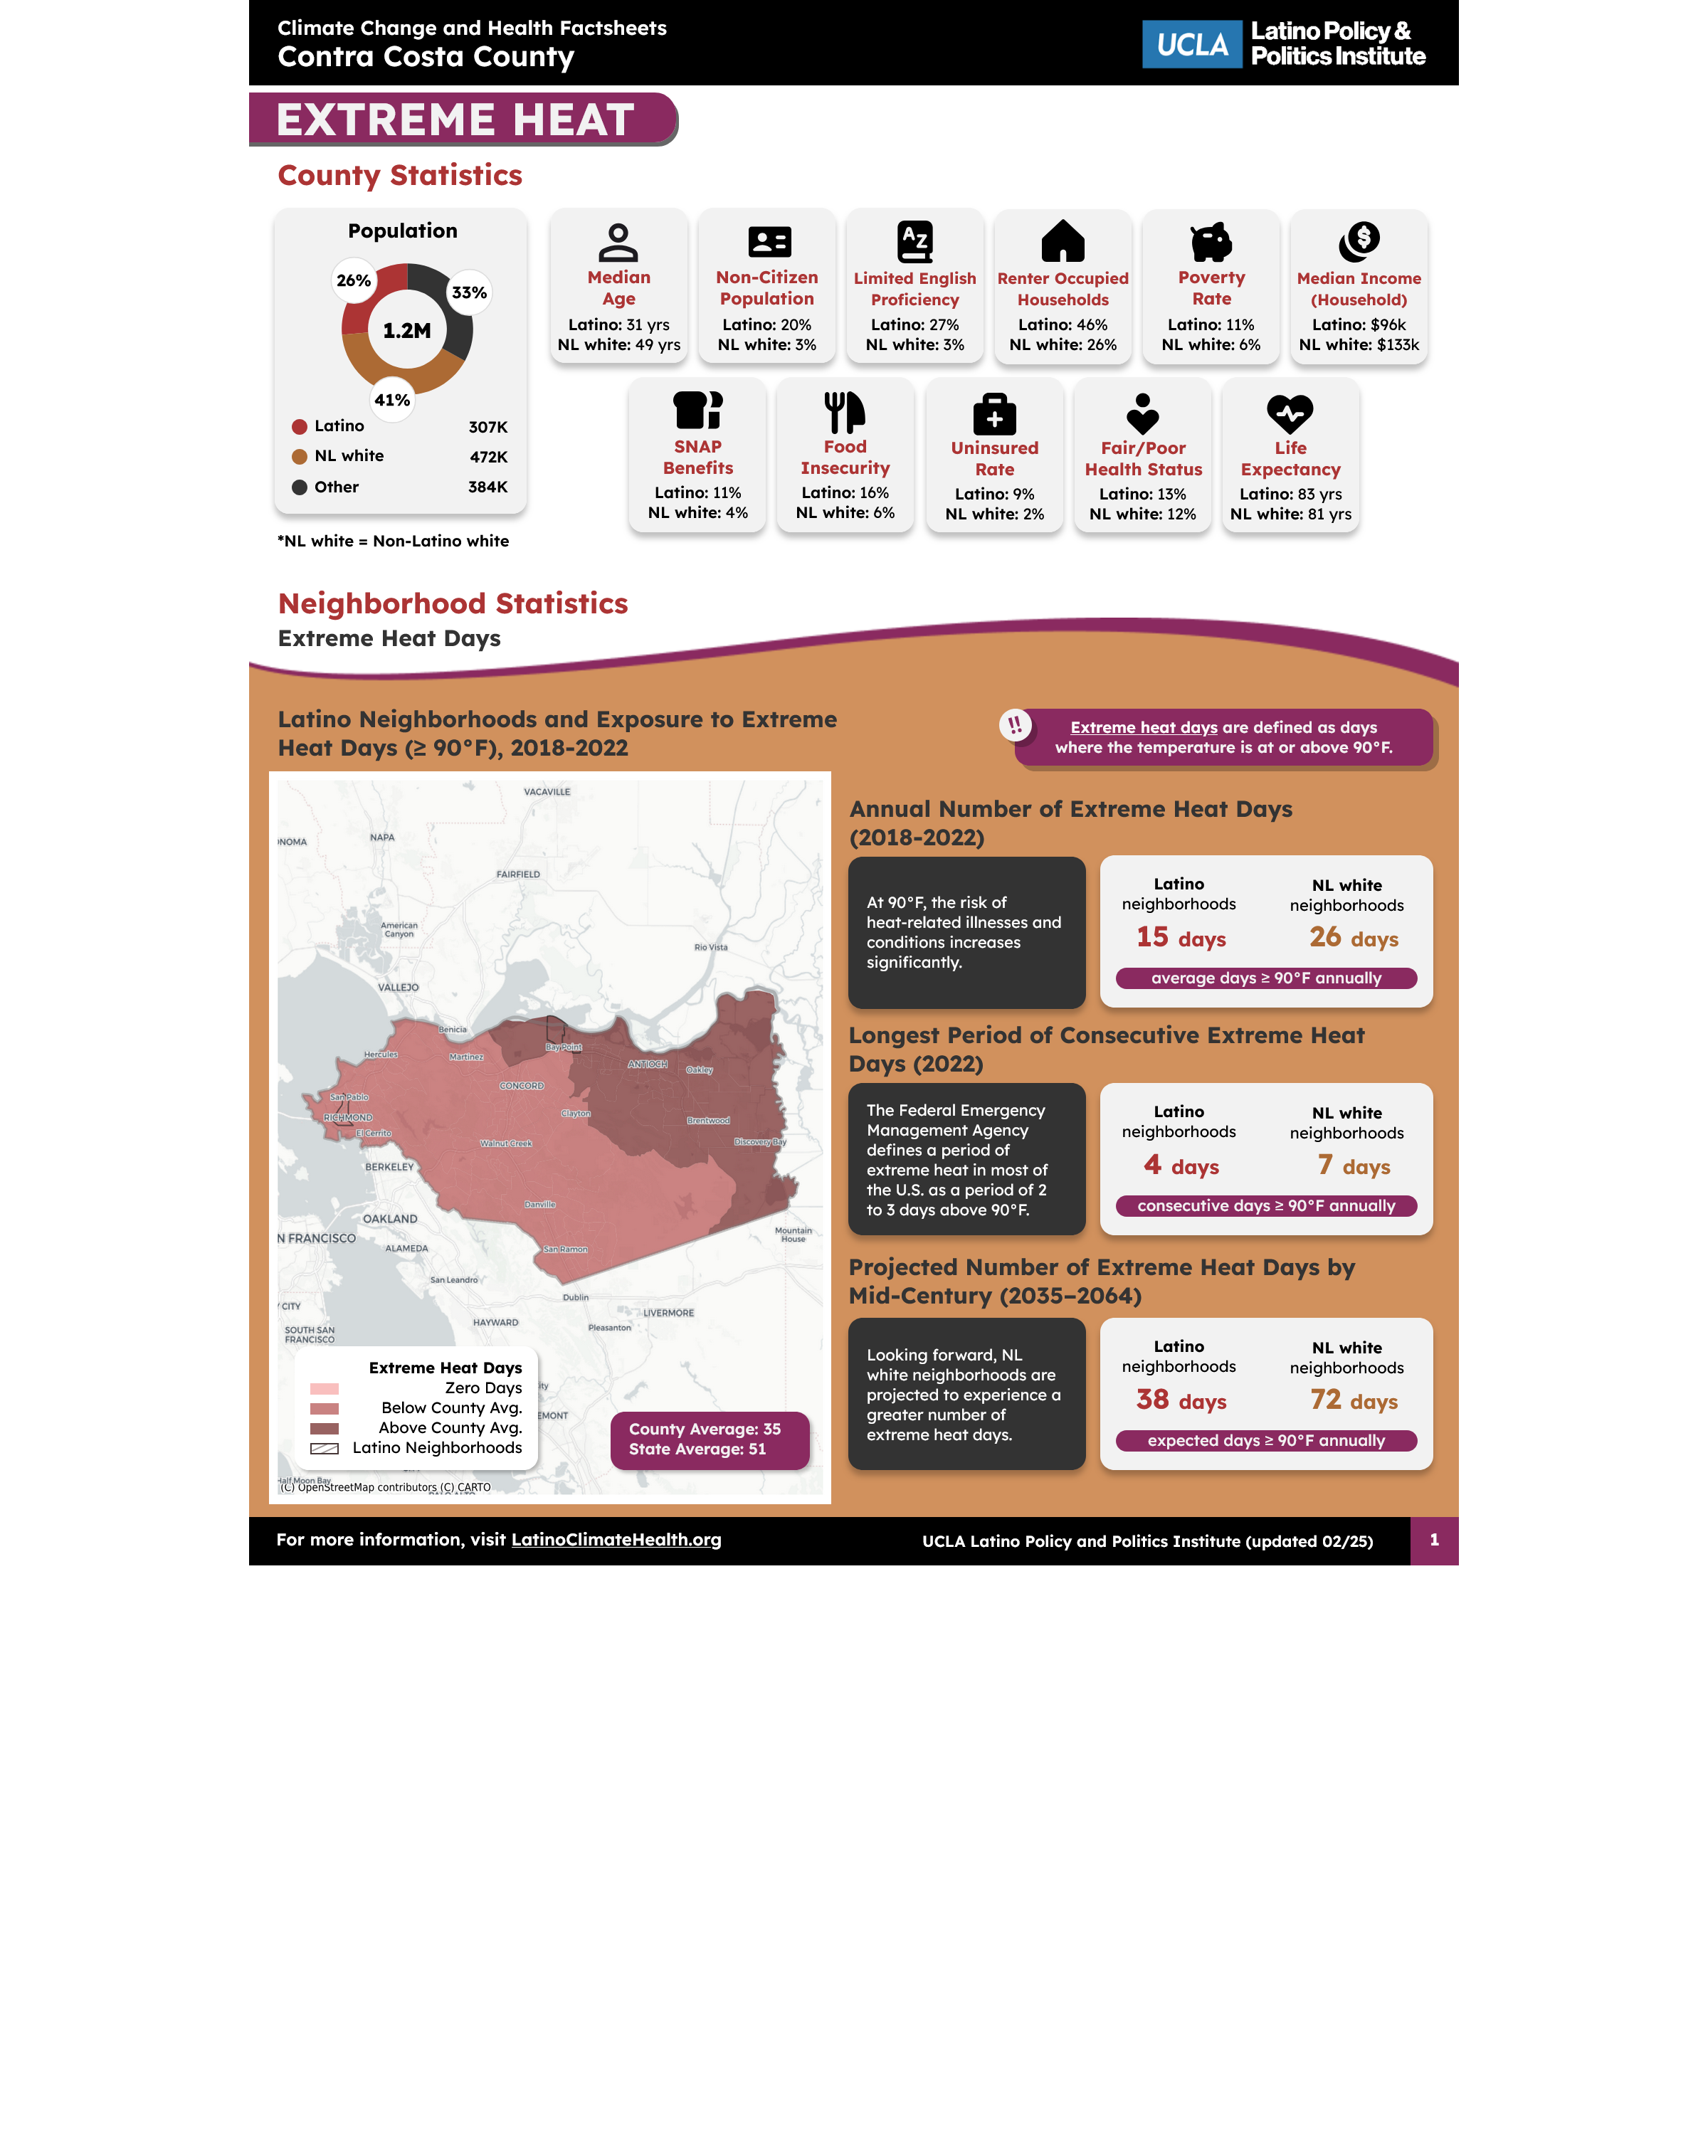 Climate Change and Health Factsheets
Contra Costa County
UCLA
Latino Policy &
Politics Institute
EXTREME HEAT
County Statistics
Population
26%
33%
1.2M
41%
Latino 307K
NL white 472K
Other 384K
*NL white = Non-Latino white
Median
Age
Latino: 31 yrs
NL white: 49 yrs
Non-Citizen
Population
Latino: 20%
NL white: 3%
A Z
Limited English
Proficiency
Latino: 27%
NL white: 3%
Renter Occupied
Households
Latino: 46%
NL white: 26%
Poverty
Rate
Latino: 11%
NL white: 6%
$
Median Income
(Household)
Latino: $96k
NL white: $133k
SNAP
Benefits
Latino: 11%
NL white: 4%
Food
Insecurity
Latino: 16%
NL white: 6%
Uninsured
Rate
Latino: 9%
NL white: 2%
Fair/Poor
Health Status
Latino: 13%
NL white: 12%
Life
Expectancy
Latino: 83 yrs
NL white: 81 yrs
Neighborhood Statistics
Extreme Heat Days
Latino Neighborhoods and Exposure to Extreme
Heat Days (≥ 90°F), 2018-2022
!!
Extreme heat days are defined as days
where the temperature is at or above 90°F.
VACAVILLE
NAPA
NOMA
FAIRFIELD
American
Canyon
Rio Vista
VALLEJO
Benicia
Hercules
Martinez
Bay Point
ANTIOCH
Oakley
CONCORD
San Pablo
RICHMOND
Clayton
Brentwood
El Cerrito
Walnut Creek
Discovery Bay
BERKELEY
Danville
OAKLAND
Mountain
House
N FRANCISCO
ALAMEDA
San Ramon
San Leandro
Dublin
CITY
LIVERMORE
HAYWARD
Pleasanton
SOUTH SAN
FRANCISCO
Extreme Heat Days
Zero Days
Below County Avg.
Above County Avg.
Latino Neighborhoods
ity
EMONT
County Average: 35
State Average: 51
Half Moon Bay
(C) OpenStreetMap contributors (C) CARTO
Annual Number of Extreme Heat Days
(2018-2022)
At 90°F, the risk of
heat-related illnesses and
conditions increases
significantly.
Latino
neighborhoods
15 days
NL white
neighborhoods
26 days
average days ≥ 90°F annually
Longest Period of Consecutive Extreme Heat
Days (2022)
The Federal Emergency
Management Agency
defines a period of
extreme heat in most of
the U.S. as a period of 2
to 3 days above 90°F.
Latino
neighborhoods
4 days
NL white
neighborhoods
7 days
consecutive days ≥ 90°F annually
Projected Number of Extreme Heat Days by
Mid-Century (2035–2064)
Looking forward, NL
white neighborhoods are
projected to experience a
greater number of
extreme heat days.
Latino
neighborhoods
38 days
NL white
neighborhoods
72 days
expected days ≥ 90°F annually
For more information, visit LatinoClimateHealth.org
UCLA Latino Policy and Politics Institute (updated 02/25)
1